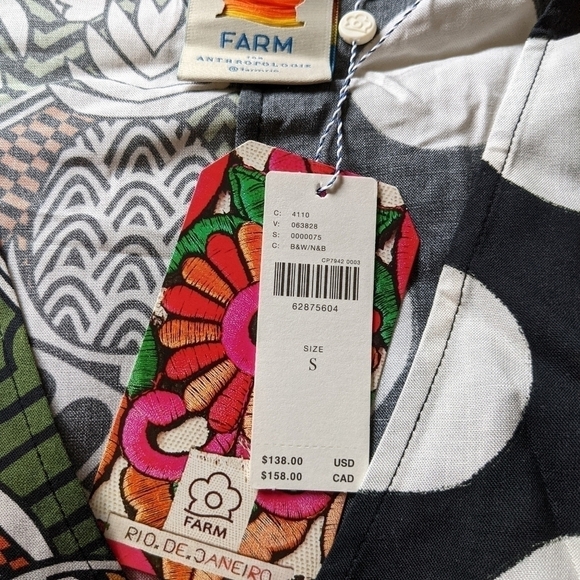 FARM
FOR
ANTHROPOLOGIE
C: 4110
V: 063828
S: 0000075
C: B&W/N&B
CP7942 0003
62875604
SIZE
S
$138.00 USD
$158.00 CAD
FARM
RIO.DE.JANEIRO